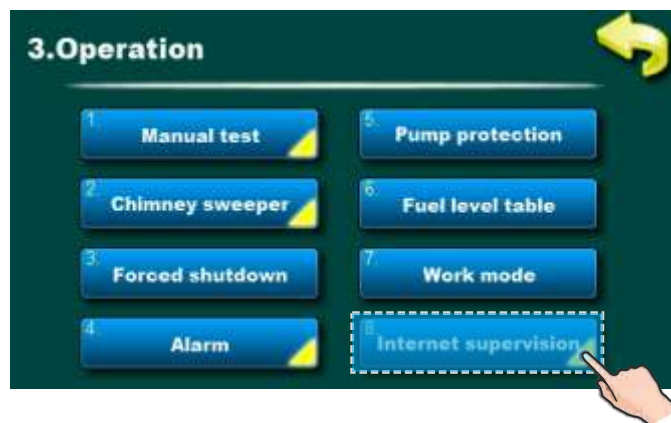 3.Operation
1. Manual test
5. Pump protection
2. Chimney sweeper
6. Fuel level table
3. Forced shutdown
7. Work mode
4. Alarm
8. Internet supervision